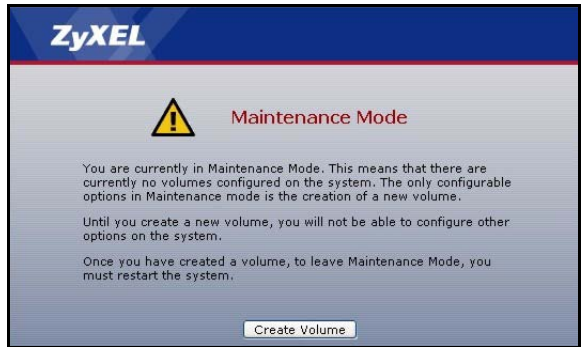 ZyXEL
Maintenance Mode
You are currently in Maintenance Mode. This means that there are
currently no volumes configured on the system. The only configurable
options in Maintenance mode is the creation of a new volume.
Until you create a new volume, you will not be able to configure other
options on the system.
Once you have created a volume, to leave Maintenance Mode, you
must restart the system.
Create Volume